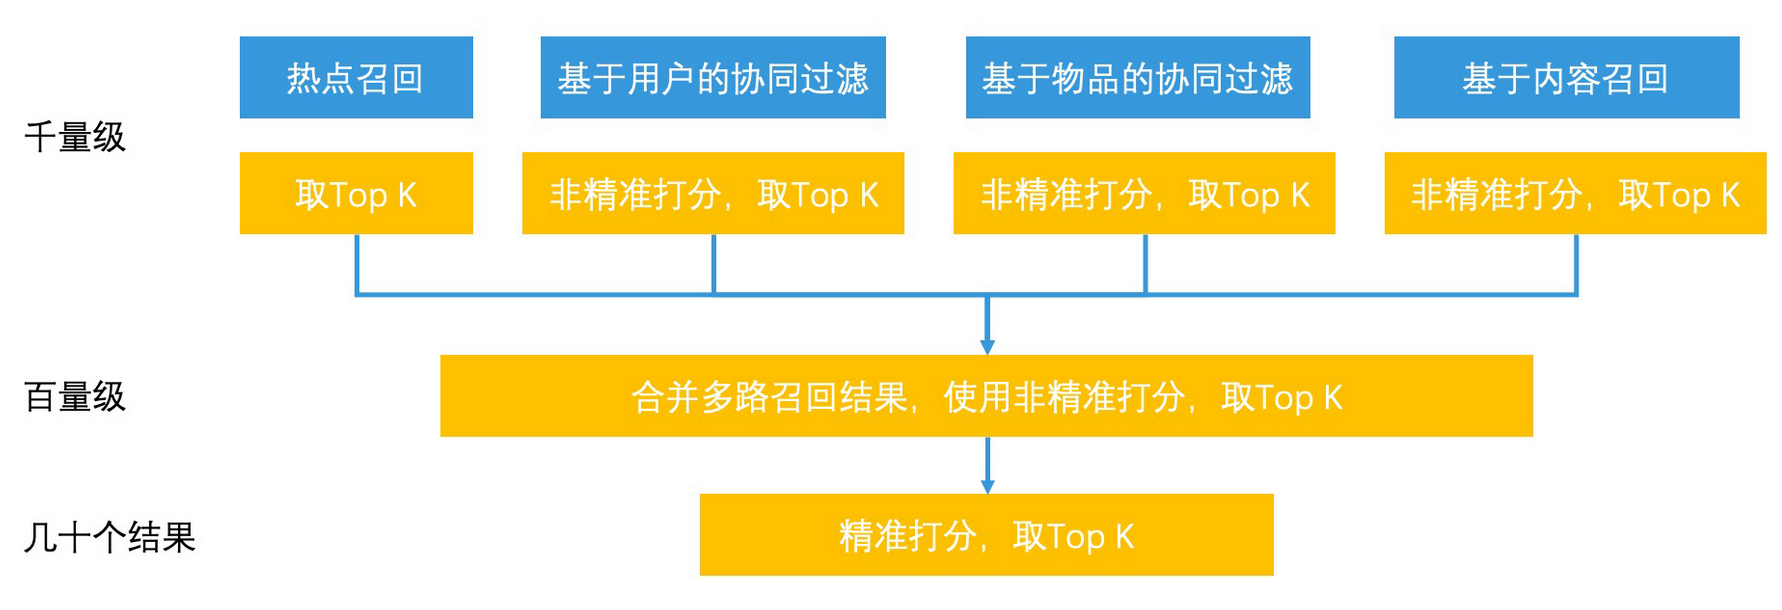 热点召回
基于用户的协同过滤
基于物品的协同过滤
基于内容召回
千量级
取Top K
非精准打分，取Top K
非精准打分，取Top K
非精准打分，取Top K
百量级
合并多路召回结果，使用非精准打分，取Top K
几十个结果
精准打分，取Top K